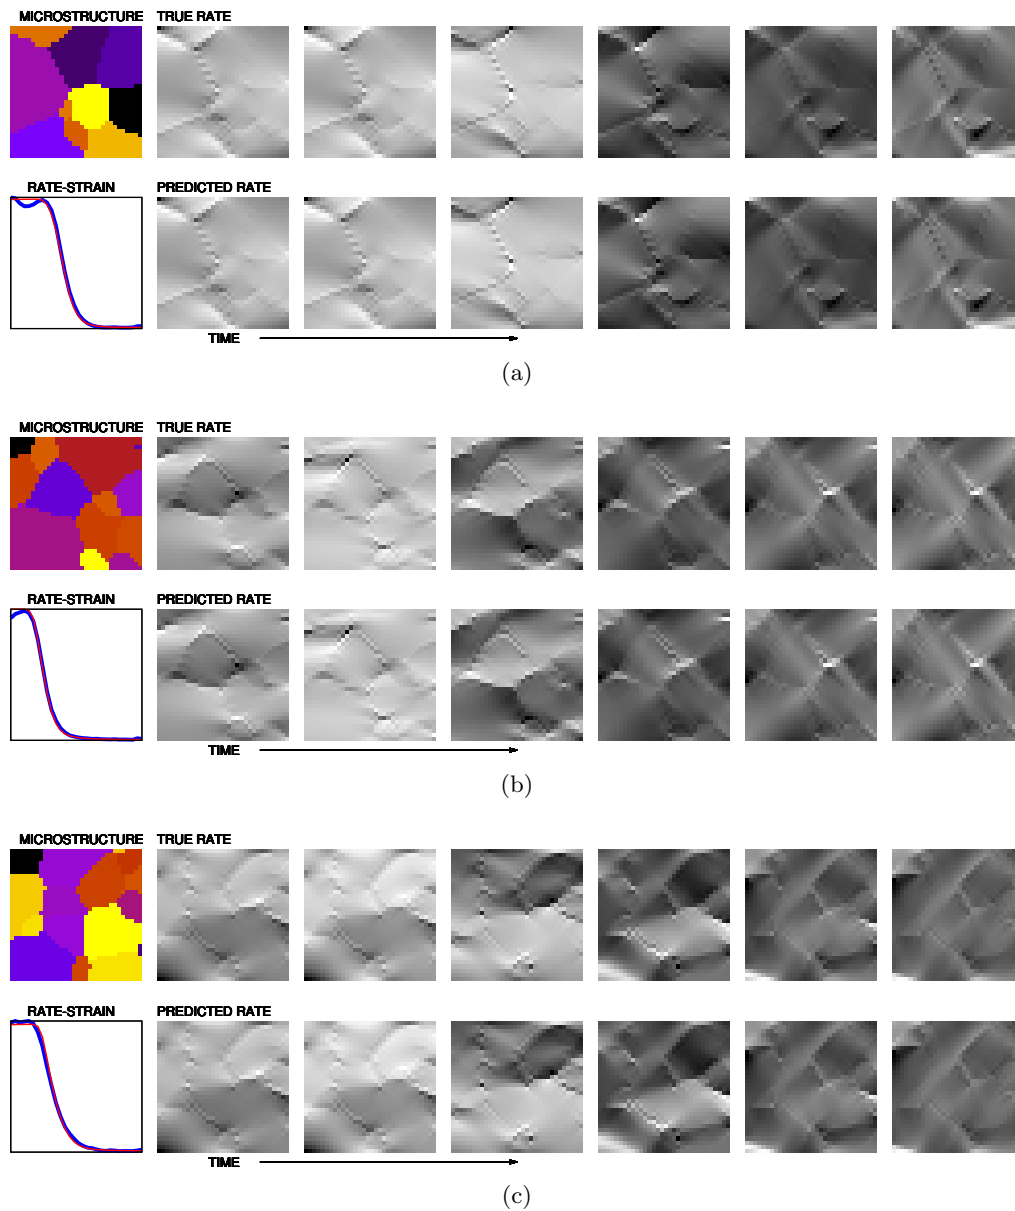 MICROSTRUCTURE TRUE RATE
RATE-STRAIN PREDICTED RATE
TIME
(a)
MICROSTRUCTURE TRUE RATE
RATE-STRAIN PREDICTED RATE
TIME
(b)
MICROSTRUCTURE TRUE RATE
RATE-STRAIN PREDICTED RATE
TIME
(c)